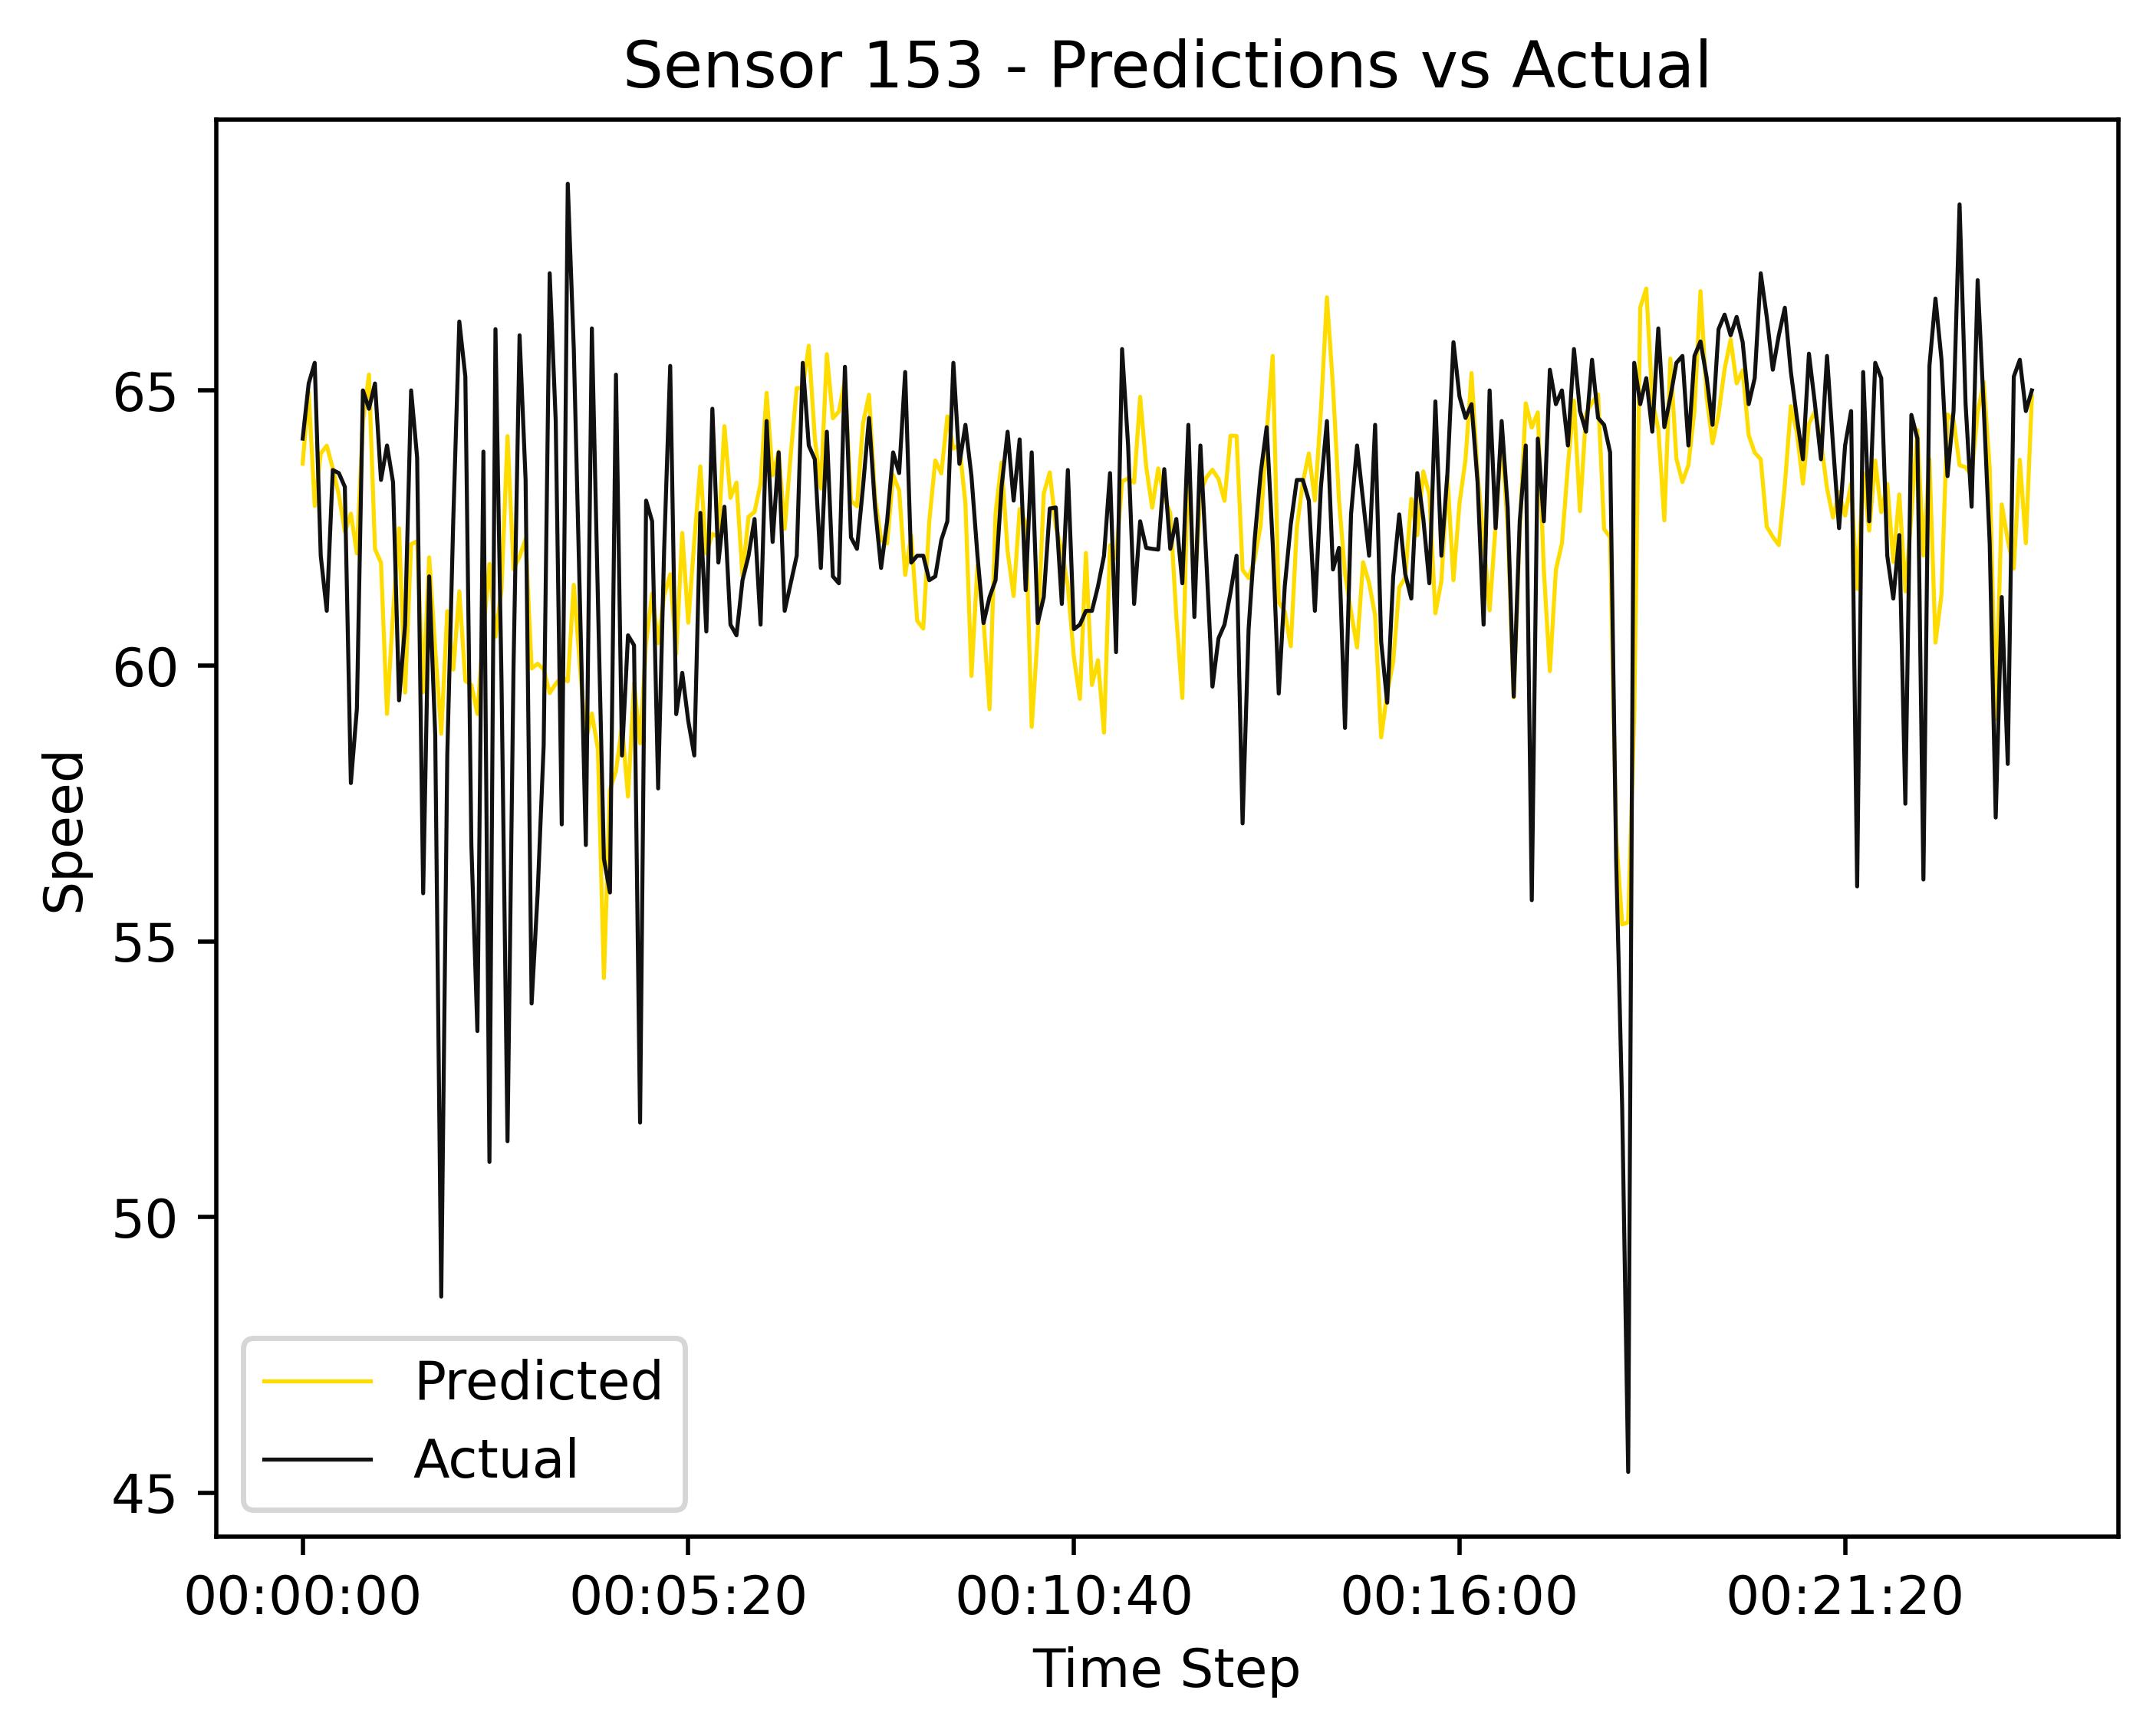 Sensor 153 - Predictions vs Actual
65
60
55
50
45
Speed
Predicted
Actual
00:00:00 00:05:20 00:10:40 00:16:00 00:21:20
Time Step